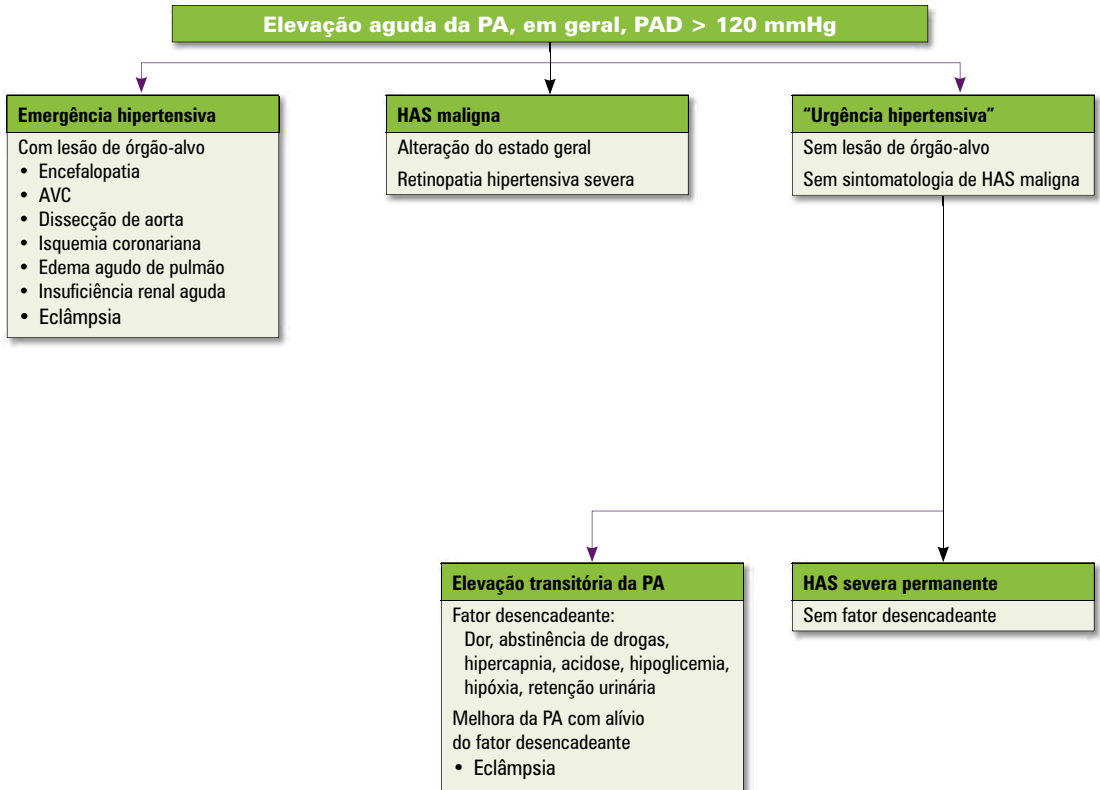 Elevação aguda da PA, em geral, PAD > 120 mmHg
Emergência hipertensiva
Com lesão de órgão-alvo
• Encefalopatia
• AVC
• Dissecção de aorta
• Isquemia coronariana
• Edema agudo de pulmão
• Insuficiência renal aguda
• Eclâmpsia
HAS maligna
Alteração do estado geral
Retinopatia hipertensiva severa
“Urgência hipertensiva”
Sem lesão de órgão-alvo
Sem sintomatologia de HAS maligna
Elevação transitória da PA
Fator desencadeante:
Dor, abstinência de drogas,
hipercapnia, acidose, hipoglicemia,
hipóxia, retenção urinária
Melhora da PA com alívio
do fator desencadeante
• Eclâmpsia
HAS severa permanente
Sem fator desencadeante